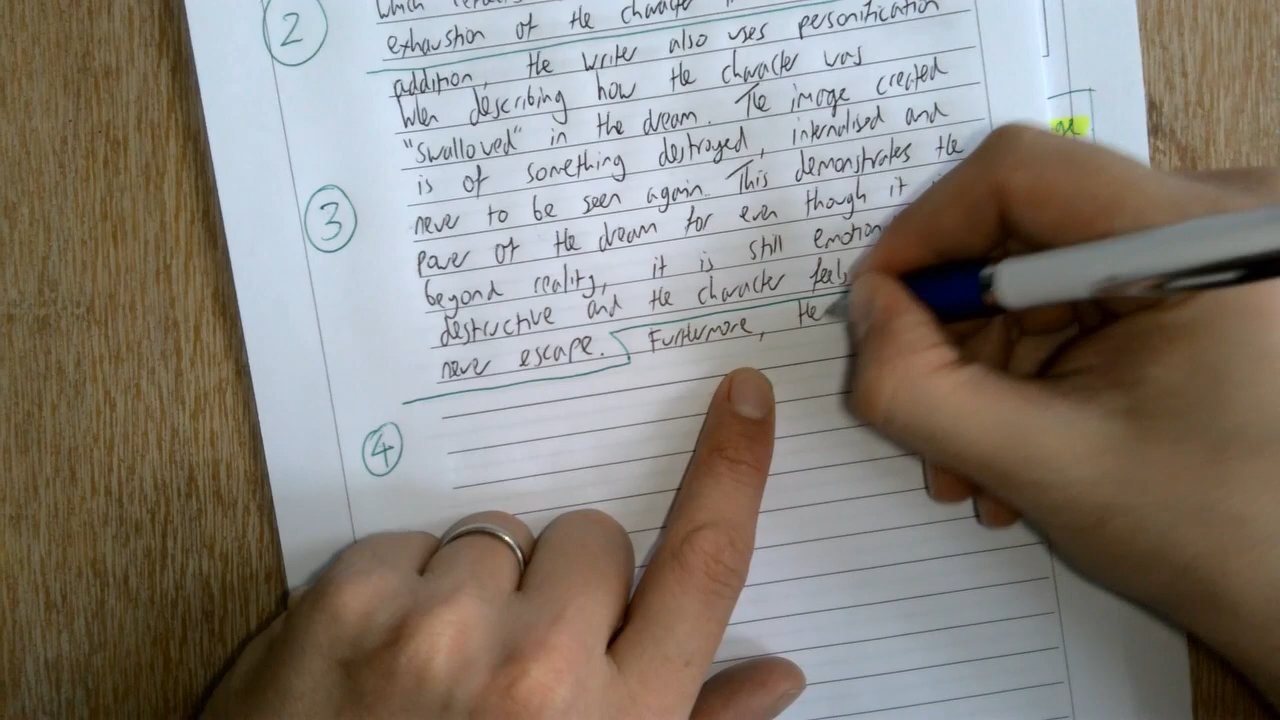 2
which
exhaustion of the character
addition, the writer also uses personification
when describing how the character was
"swallowed" in the dream. The image created
is of something destroyed, internalised and
never to be seen again. This demonstrates the
power of the dream for even though it
beyond reality, it is still
3
destructive and the character feels
never escape. Furthermore, the
4